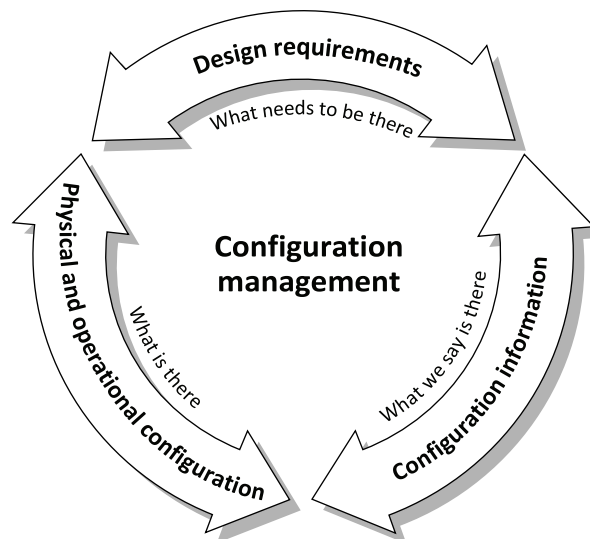 Design requirements
What needs to be there
Physical and operational configuration
What is there
Configuration
management
What we say is there
Configuration information